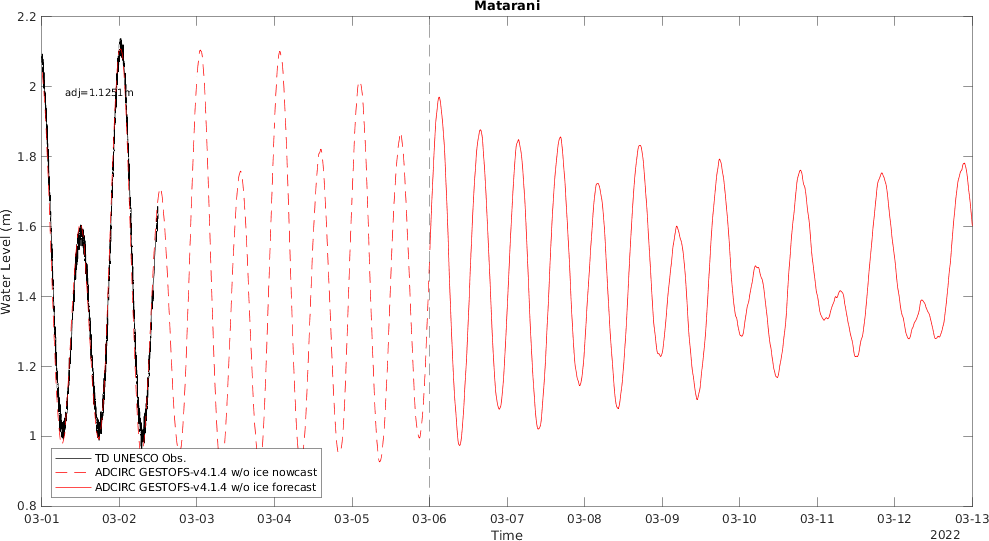 Matarani
2.2
2
1.8
1.6
1.4
1.2
1
0.8
Water Level (m)
adj=1.1251m
TD UNESCO Obs.
ADCIRC GESTOFS-v4.1.4 w/o ice nowcast
ADCIRC GESTOFS-v4.1.4 w/o ice forecast
03-01 03-02 03-03 03-04 03-05 03-06 03-07 03-08 03-09 03-10 03-11 03-12 03-13
Time
2022